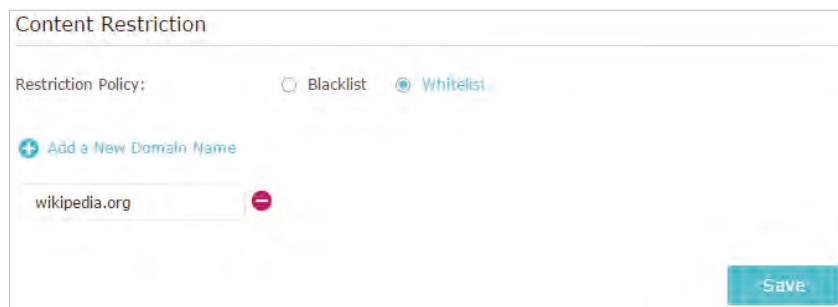 Content Restriction
Restriction Policy: Blacklist Whitelist
Add a New Domain Name
wikipedia.org
Save